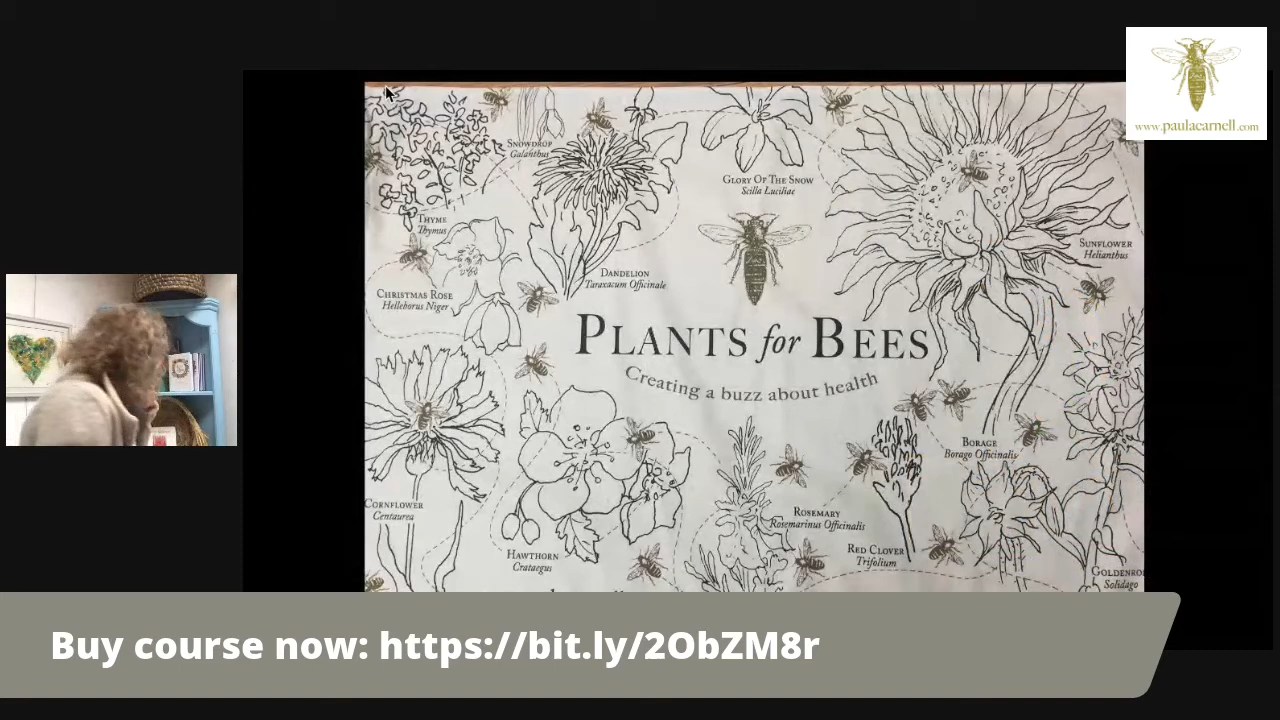 www.paulacarnell.com
Snowdrop
Galanthus
Thyme
Thymus
Glory Of The Snow
Scilla Luciliae
Sunflower
Helianthus
Dandelion
Taraxacum Officinale
Christmas Rose
Helleborus Niger
Plants for Bees
Creating a buzz about health
Borage
Borago Officinalis
Cornflower
Centaurea
Rosemary
Rosemarinus Officinalis
Hawthorn
Crataegus
Red Clover
Trifolium
Goldenro
Solidago
Buy course now: https://bit.ly/2ObZM8r